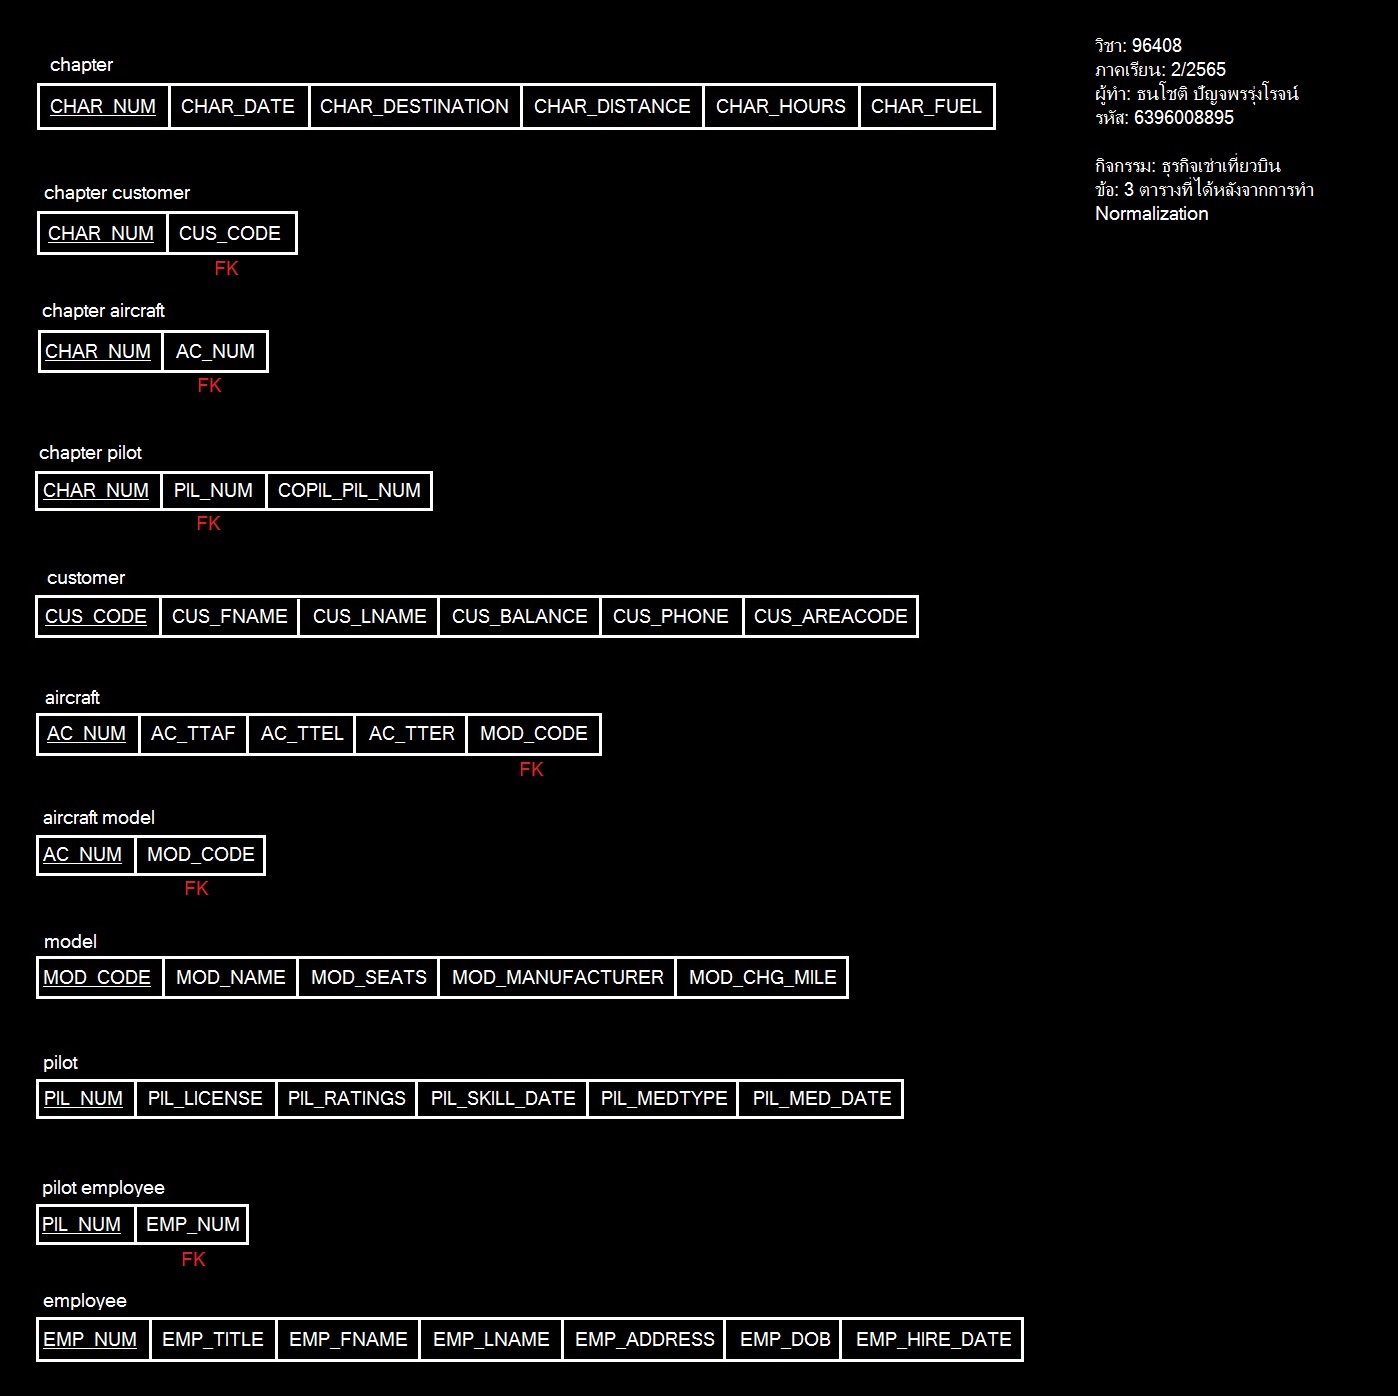 วิชา: 96408
ภาคเรียน: 2/2565
ผู้ทำ: ธนโชติ ปัญจพรรุ่งโรจน์
รหัส: 6396008895
กิจกรรม: ธุรกิจเช่าเที่ยวบิน
ข้อ: 3 ตารางที่ได้หลังจากการทำ
Normalization
chapter
CHAR_NUM CHAR_DATE CHAR_DESTINATION CHAR_DISTANCE CHAR_HOURS CHAR_FUEL
chapter customer
CHAR_NUM CUS_CODE
FK
chapter aircraft
CHAR_NUM AC_NUM
FK
chapter pilot
CHAR_NUM PIL_NUM COPIL_PIL_NUM
FK
customer
CUS_CODE CUS_FNAME CUS_LNAME CUS_BALANCE CUS_PHONE CUS_AREACODE
aircraft
AC_NUM AC_TTAF AC_TTEL AC_TTER MOD_CODE
FK
aircraft model
AC_NUM MOD_CODE
FK
model
MOD_CODE MOD_NAME MOD_SEATS MOD_MANUFACTURER MOD_CHG_MILE
pilot
PIL_NUM PIL_LICENSE PIL_RATINGS PIL_SKILL_DATE PIL_MEDTYPE PIL_MED_DATE
pilot employee
PIL_NUM EMP_NUM
FK
employee
EMP_NUM EMP_TITLE EMP_FNAME EMP_LNAME EMP_ADDRESS EMP_DOB EMP_HIRE_DATE